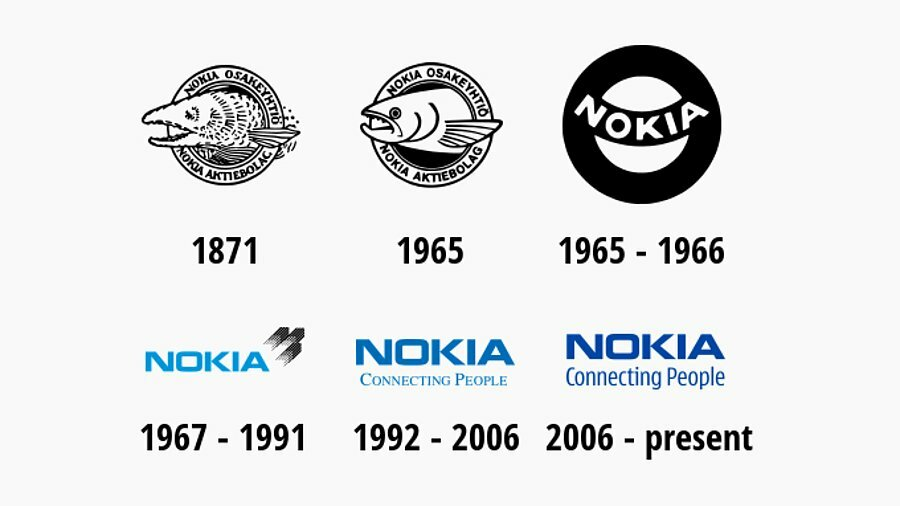 NOKIA OSAKEYHTIÖ
NOKIA AKTIEBOLAG
1871
NOKIA OSAKEYHTIÖ
NOKIA AKTIEBOLAG
1965
NOKIA
1965 - 1966
NOKIA
1967 - 1991
NOKIA
CONNECTING PEOPLE
1992 - 2006
NOKIA
Connecting People
2006 - present